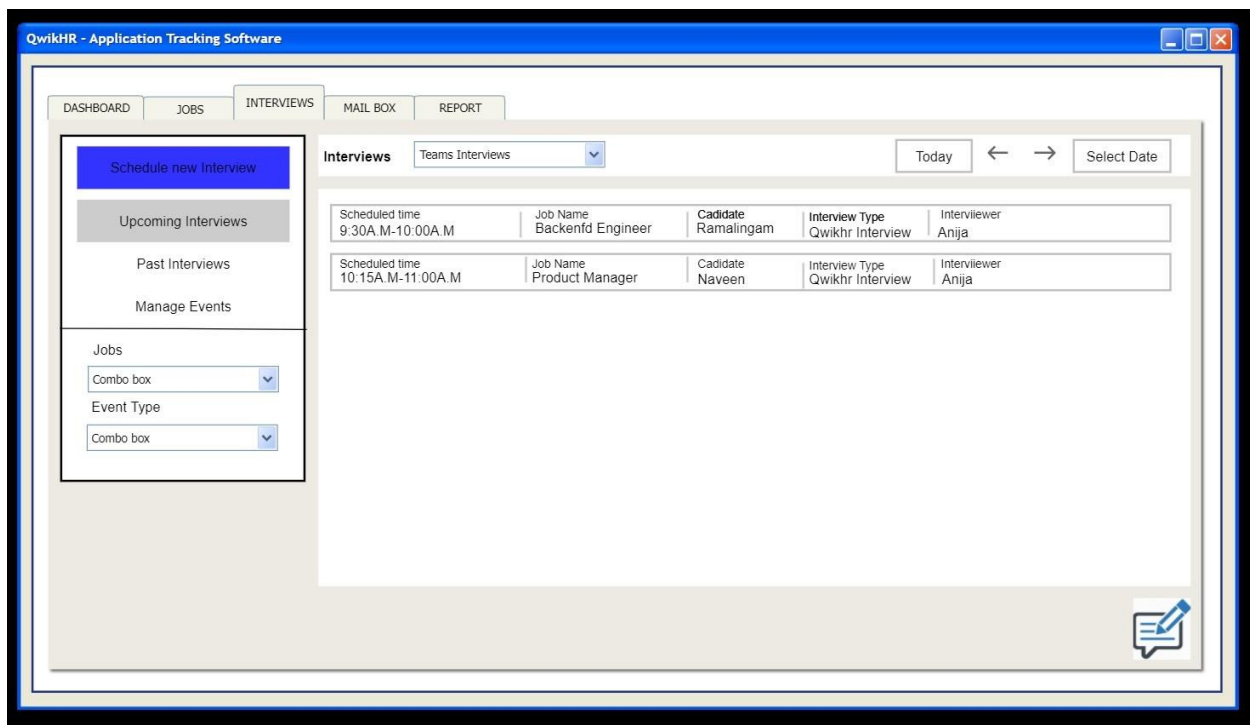 QwikHR - Application Tracking Software
DASHBOARD JOBS INTERVIEWS MAIL BOX REPORT
Schedule new Interview
Upcoming Interviews
Past Interviews
Manage Events
Jobs
Combo box
Event Type
Combo box
Interviews Teams Interviews Today ← → Select Date
Scheduled time Job Name Cadidate Interview Type Interviiewer
9:30A.M-10:00A.M Backenfd Engineer Ramalingam Qwikhr Interview Anija
Scheduled time Job Name Cadidate Interview Type Interviiewer
10:15A.M-11:00A.M Product Manager Naveen Qwikhr Interview Anija